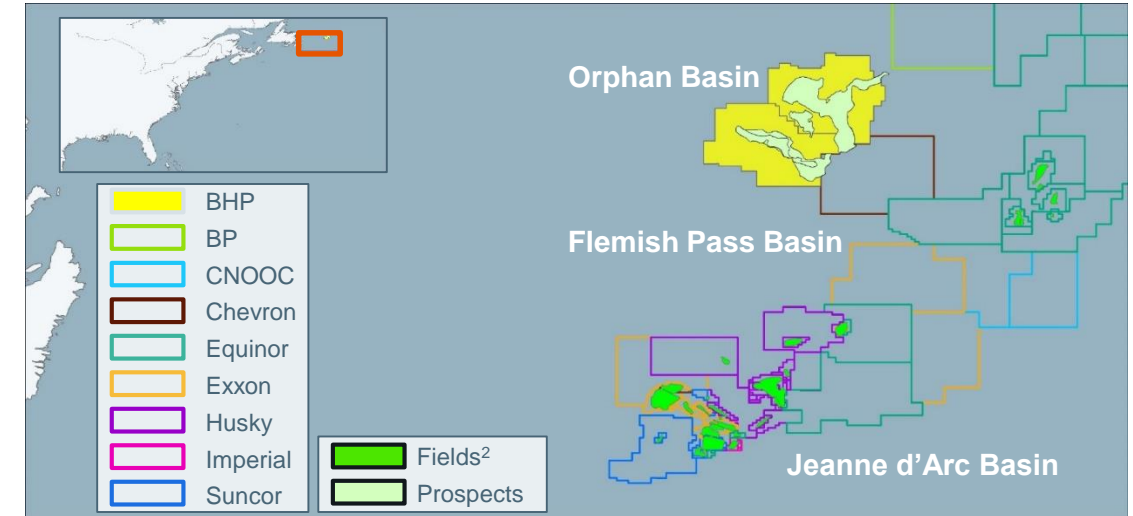 Orphan Basin
Flemish Pass Basin
Jeanne d'Arc Basin
BHP
BP
CNOOC
Chevron
Equinor
Exxon
Husky
Imperial
Suncor
Fields²
Prospects